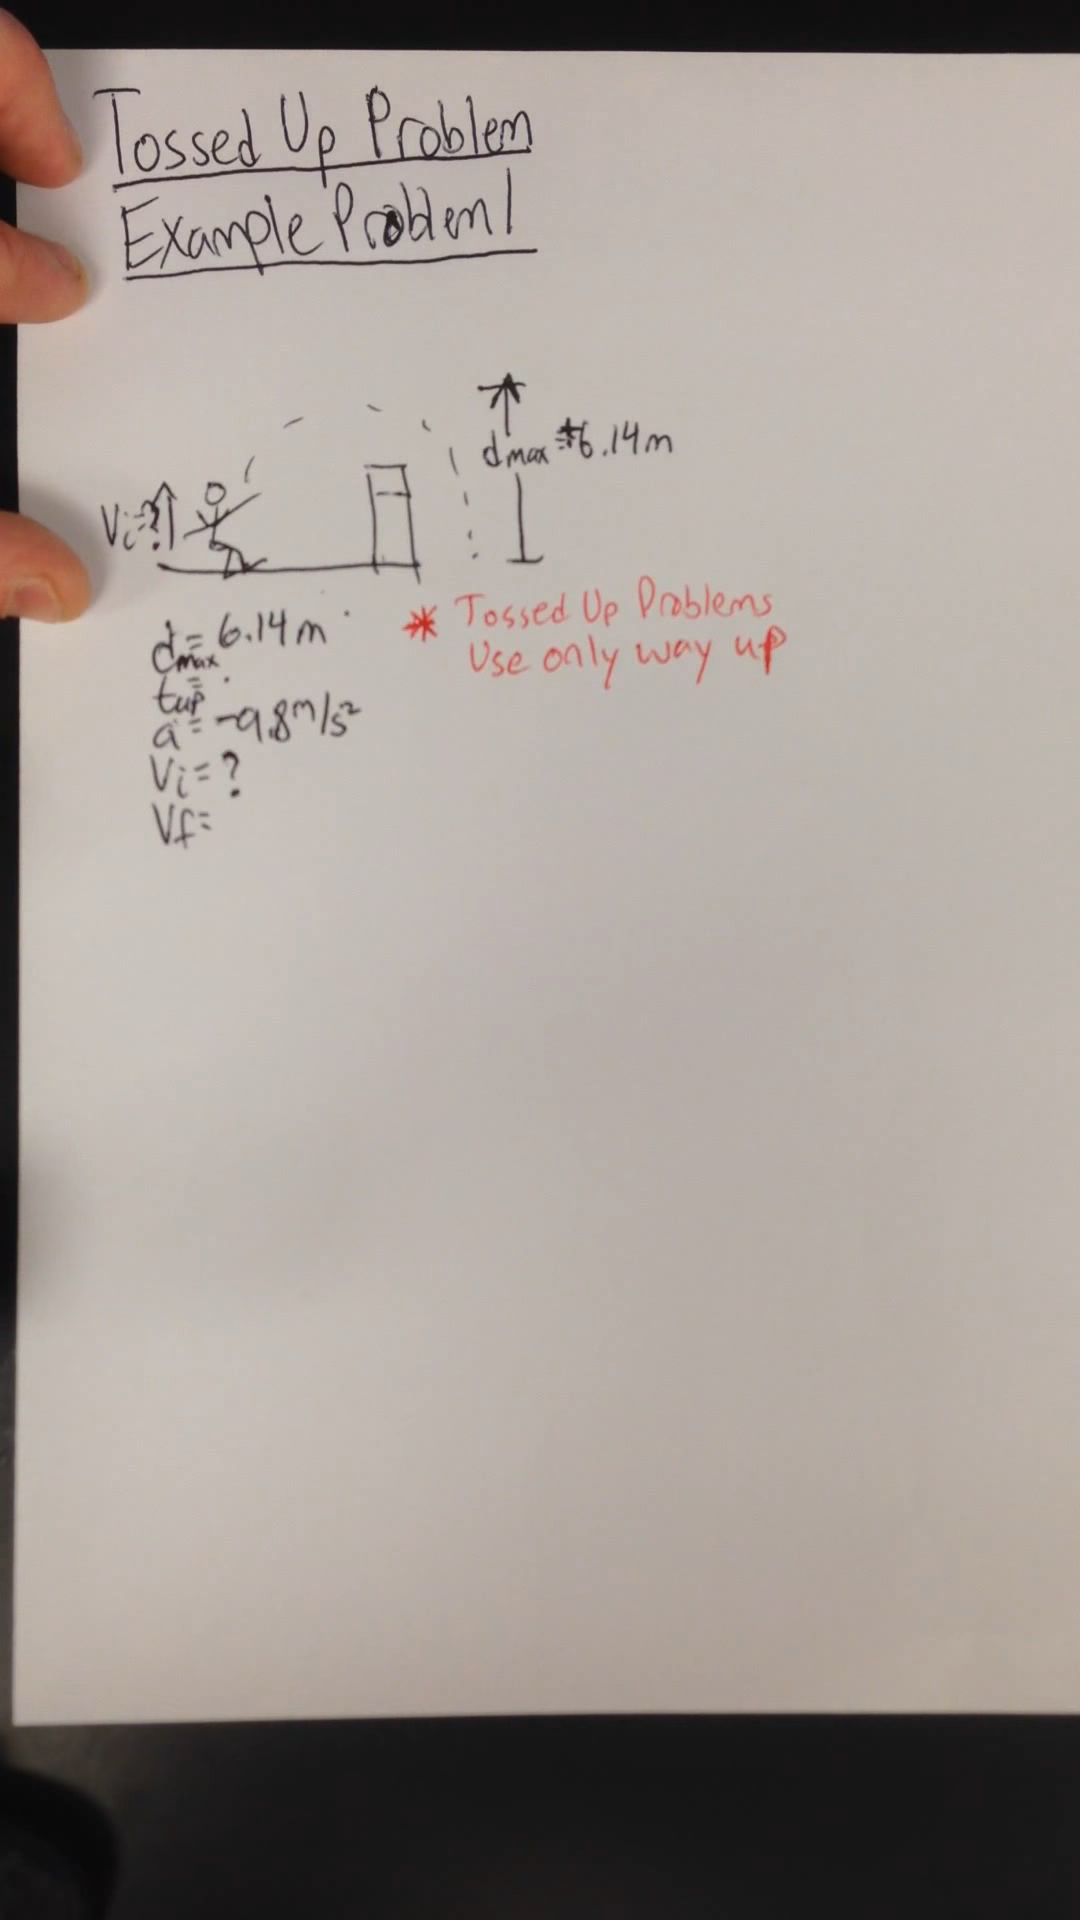 Tossed Up Problem
Example Problem 1
dmax = +6.14m
Vi=?
* Tossed Up Problems
Use only way up
dmax = 6.14m
tup =
a = -9.8m/s²
Vi = ?
Vf =